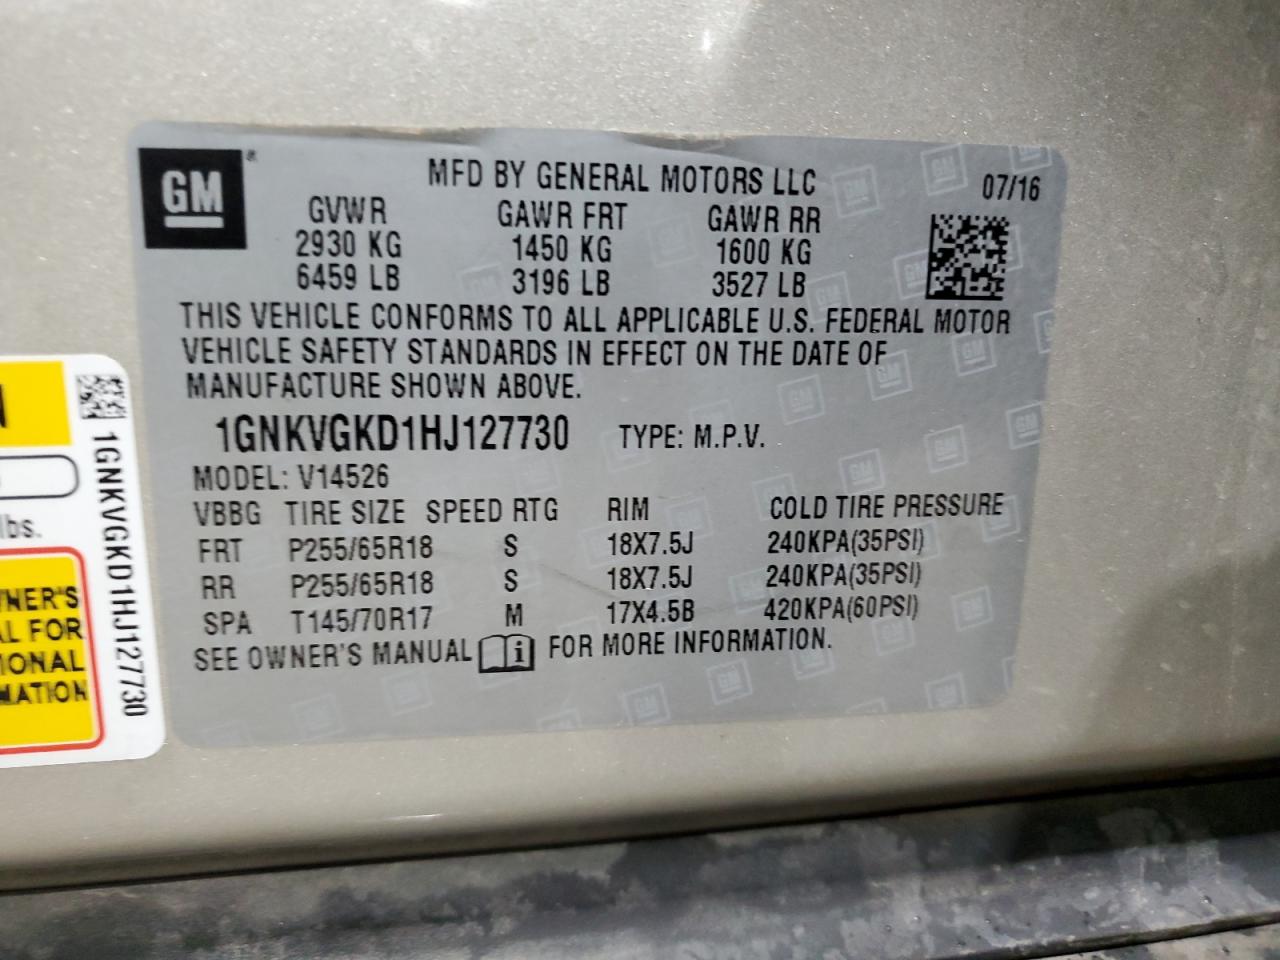 GM
MFD BY GENERAL MOTORS LLC
07/16
GVWR GAWR FRT GAWR RR
2930 KG 1450 KG 1600 KG
6459 LB 3196 LB 3527 LB
THIS VEHICLE CONFORMS TO ALL APPLICABLE U.S. FEDERAL MOTOR
VEHICLE SAFETY STANDARDS IN EFFECT ON THE DATE OF
MANUFACTURE SHOWN ABOVE.
1GNKVGKD1HJ127730 TYPE: M.P.V.
MODEL: V14526
VBBG TIRE SIZE SPEED RTG RIM COLD TIRE PRESSURE
FRT P255/65R18 S 18X7.5J 240KPA(35PSI)
RR P255/65R18 S 18X7.5J 240KPA(35PSI)
SPA T145/70R17 M 17X4.5B 420KPA(60PSI)
SEE OWNER'S MANUAL i FOR MORE INFORMATION.
1GNKVGKD1HJ127730
lbs.
FOR